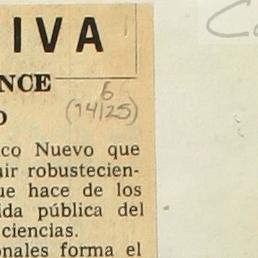 IVA
NCE
6
(14/25)
O
co Nuevo que
uir robustecien-
ue hace de los
ida pública del
ciencias.
onales forma el